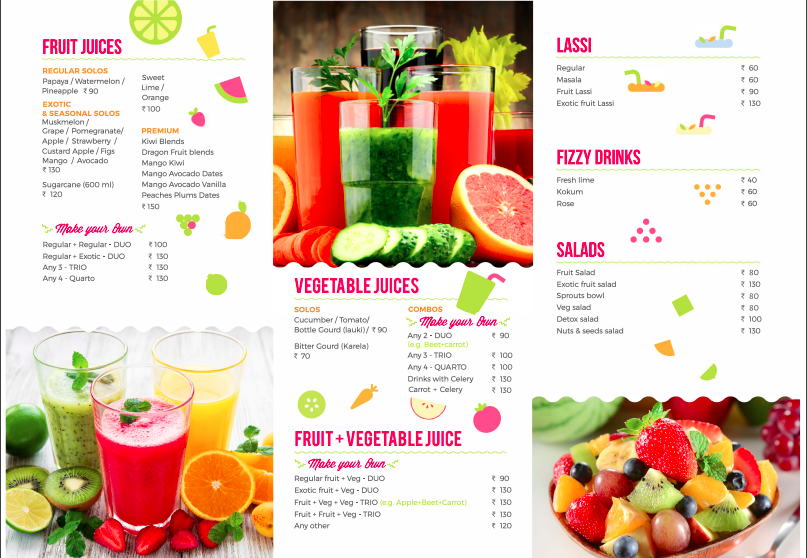 FRUIT JUICES
REGULAR SOLOS
Papaya / Watermelon /
Pineapple ₹ 90
EXOTIC
& SEASONAL SOLOS
Muskmelon /
Grape / Pomegranate/
Apple / Strawberry /
Custard Apple / Figs
Mango / Avocado
₹ 130
Sugarcane (600 ml)
₹ 120
Sweet
Lime /
Orange
₹ 100
PREMIUM
Kiwi Blends
Dragon Fruit blends
Mango Kiwi
Mango Avocado Dates
Mango Avocado Vanilla
Peaches Plums Dates
₹ 150
Make your Own
Regular + Regular - DUO ₹ 100
Regular + Exotic - DUO ₹ 130
Any 3 - TRIO ₹ 130
Any 4 - Quarto ₹ 130
VEGETABLE JUICES
SOLOS
Cucumber / Tomato/
Bottle Gourd (lauki) / ₹ 90
Bitter Gourd (Karela)
₹ 70
COMBOS
Make your Own
Any 2 - DUO ₹ 90
(e.g. Beet+carrot)
Any 3 - TRIO ₹ 100
Any 4 - QUARTO ₹ 100
Drinks with Celery ₹ 130
Carrot + Celery ₹ 130
FRUIT + VEGETABLE JUICE
Make your Own
Regular fruit + Veg - DUO ₹ 90
Exotic fruit + Veg - DUO ₹ 130
Fruit + Veg + Veg - TRIO (e.g. Apple+Beet+Carrot) ₹ 130
Fruit + Fruit + Veg - TRIO ₹ 130
Any other ₹ 120
LASSI
Regular ₹ 60
Masala ₹ 60
Fruit Lassi ₹ 90
Exotic fruit Lassi ₹ 130
FIZZY DRINKS
Fresh lime ₹ 40
Kokum ₹ 60
Rose ₹ 60
SALADS
Fruit Salad ₹ 80
Exotic fruit salad ₹ 130
Sprouts bowl ₹ 80
Veg salad ₹ 80
Detox salad ₹ 100
Nuts & seeds salad ₹ 130